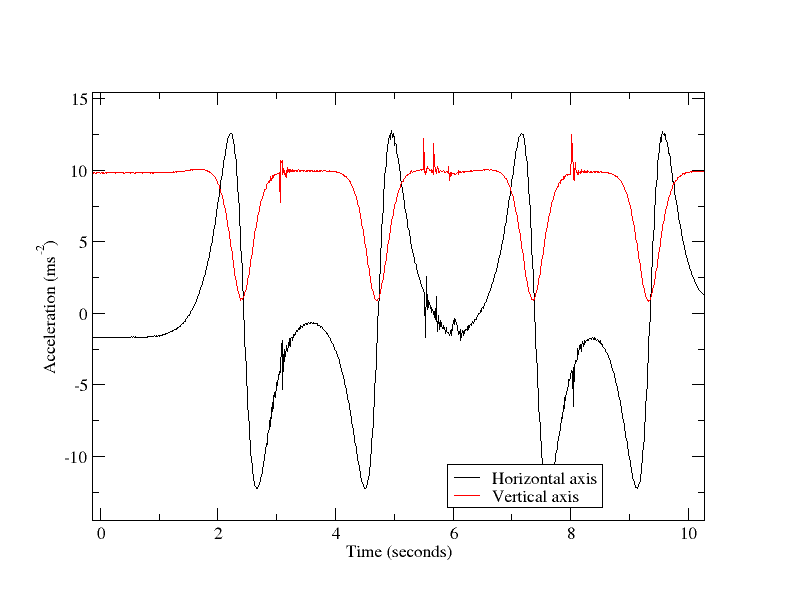 15
10
5
0
-5
-10
Acceleration (ms-2)
Horizontal axis
Vertical axis
0 2 4 6 8 10
Time (seconds)